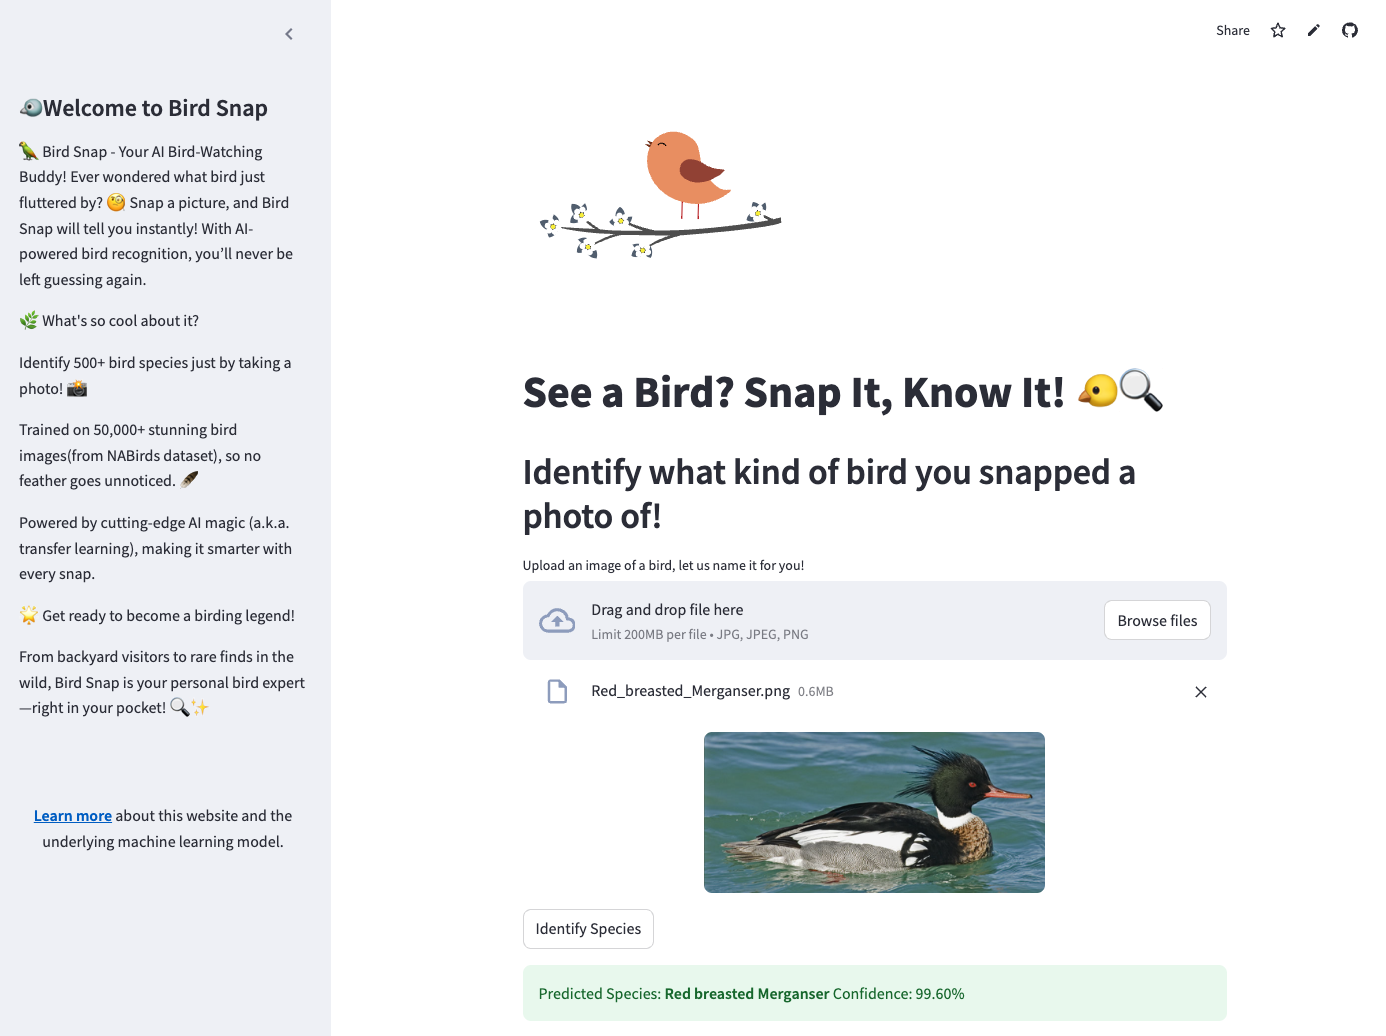 Share
Welcome to Bird Snap
Bird Snap - Your AI Bird-Watching
Buddy! Ever wondered what bird just
fluttered by? 🧐 Snap a picture, and Bird
Snap will tell you instantly! With AI-
powered bird recognition, you’ll never be
left guessing again.
🌿 What's so cool about it?
Identify 500+ bird species just by taking a
photo! 📸
Trained on 50,000+ stunning bird
images(from NABirds dataset), so no
feather goes unnoticed. 🪶
Powered by cutting-edge AI magic (a.k.a.
transfer learning), making it smarter with
every snap.
🌟 Get ready to become a birding legend!
From backyard visitors to rare finds in the
wild, Bird Snap is your personal bird expert
—right in your pocket! 🔍✨
Learn more about this website and the
underlying machine learning model.
See a Bird? Snap It, Know It! 🐤🔍
Identify what kind of bird you snapped a
photo of!
Upload an image of a bird, let us name it for you!
Drag and drop file here
Limit 200MB per file • JPG, JPEG, PNG
Browse files
Red_breasted_Merganser.png 0.6MB
Identify Species
Predicted Species: Red breasted Merganser Confidence: 99.60%